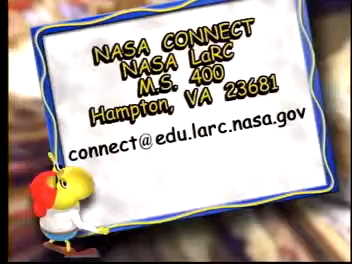 NASA CONNECT
NASA LaRC
M.S. 400
Hampton, VA 23681
connect@edu.larc.nasa.gov